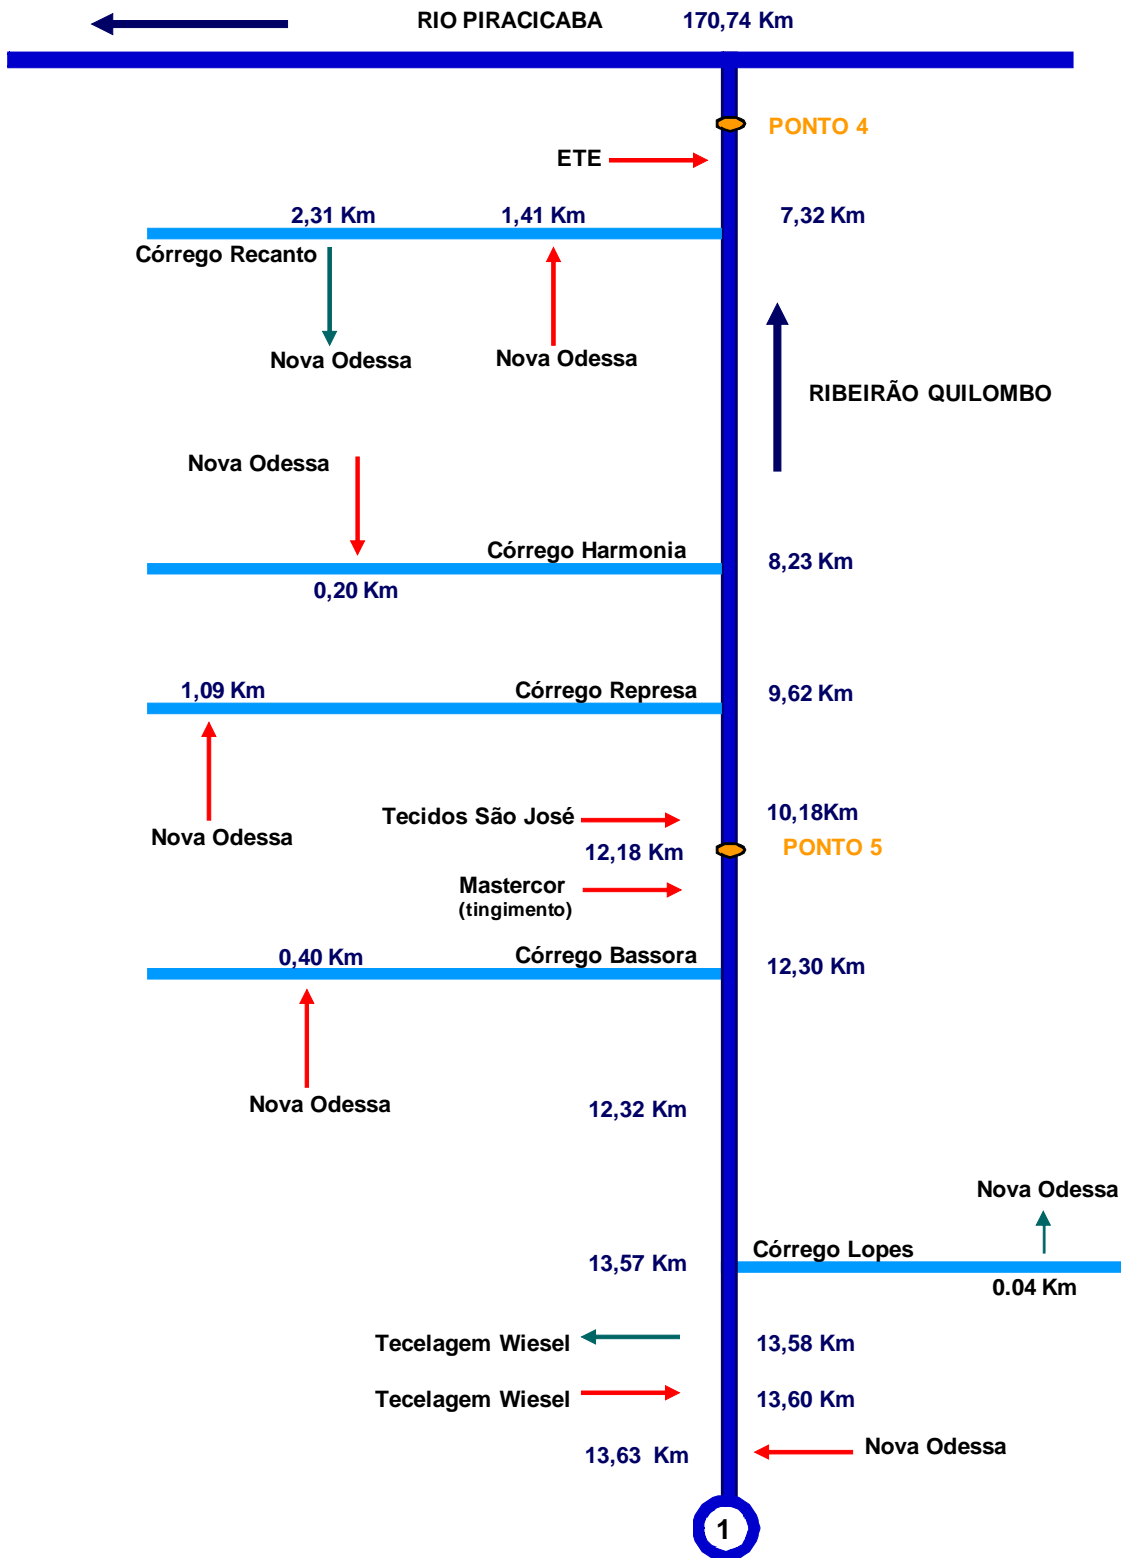 RIO PIRACICABA 170,74 Km
PONTO 4
ETE
2,31 Km 1,41 Km 7,32 Km
Córrego Recanto
Nova Odessa Nova Odessa
RIBEIRÃO QUILOMBO
Nova Odessa
Córrego Harmonia 8,23 Km
0,20 Km
1,09 Km Córrego Represa 9,62 Km
Tecidos São José 10,18Km
Nova Odessa
12,18 Km PONTO 5
Mastercor
(tingimento)
0,40 Km Córrego Bassora 12,30 Km
Nova Odessa 12,32 Km
Nova Odessa
13,57 Km Córrego Lopes
0.04 Km
Tecelagem Wiesel 13,58 Km
Tecelagem Wiesel 13,60 Km
13,63 Km Nova Odessa
1